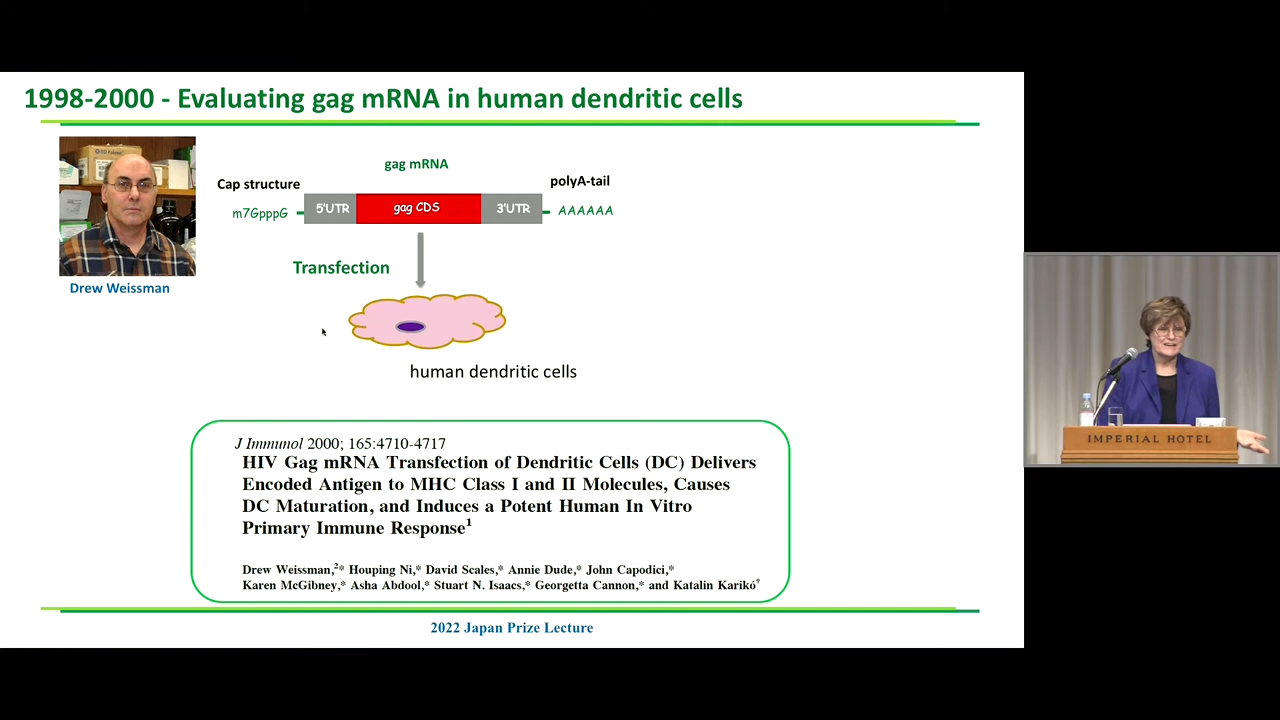 1998-2000 - Evaluating gag mRNA in human dendritic cells
Drew Weissman
gag mRNA
Cap structure
polyA-tail
m7GpppG
5'UTR
gag CDS
3'UTR
AAAAAA
Transfection
human dendritic cells
J Immunol 2000; 165:4710-4717
HIV Gag mRNA Transfection of Dendritic Cells (DC) Delivers
Encoded Antigen to MHC Class I and II Molecules, Causes
DC Maturation, and Induces a Potent Human In Vitro
Primary Immune Response¹
Drew Weissman,²* Houping Ni,* David Scales,* Annie Dude,* John Capodici,*
Karen McGibney,* Asha Abdool,* Stuart N. Isaacs,* Georgetta Cannon,* and Katalin Karikó†
2022 Japan Prize Lecture
IMPERIAL HOTEL